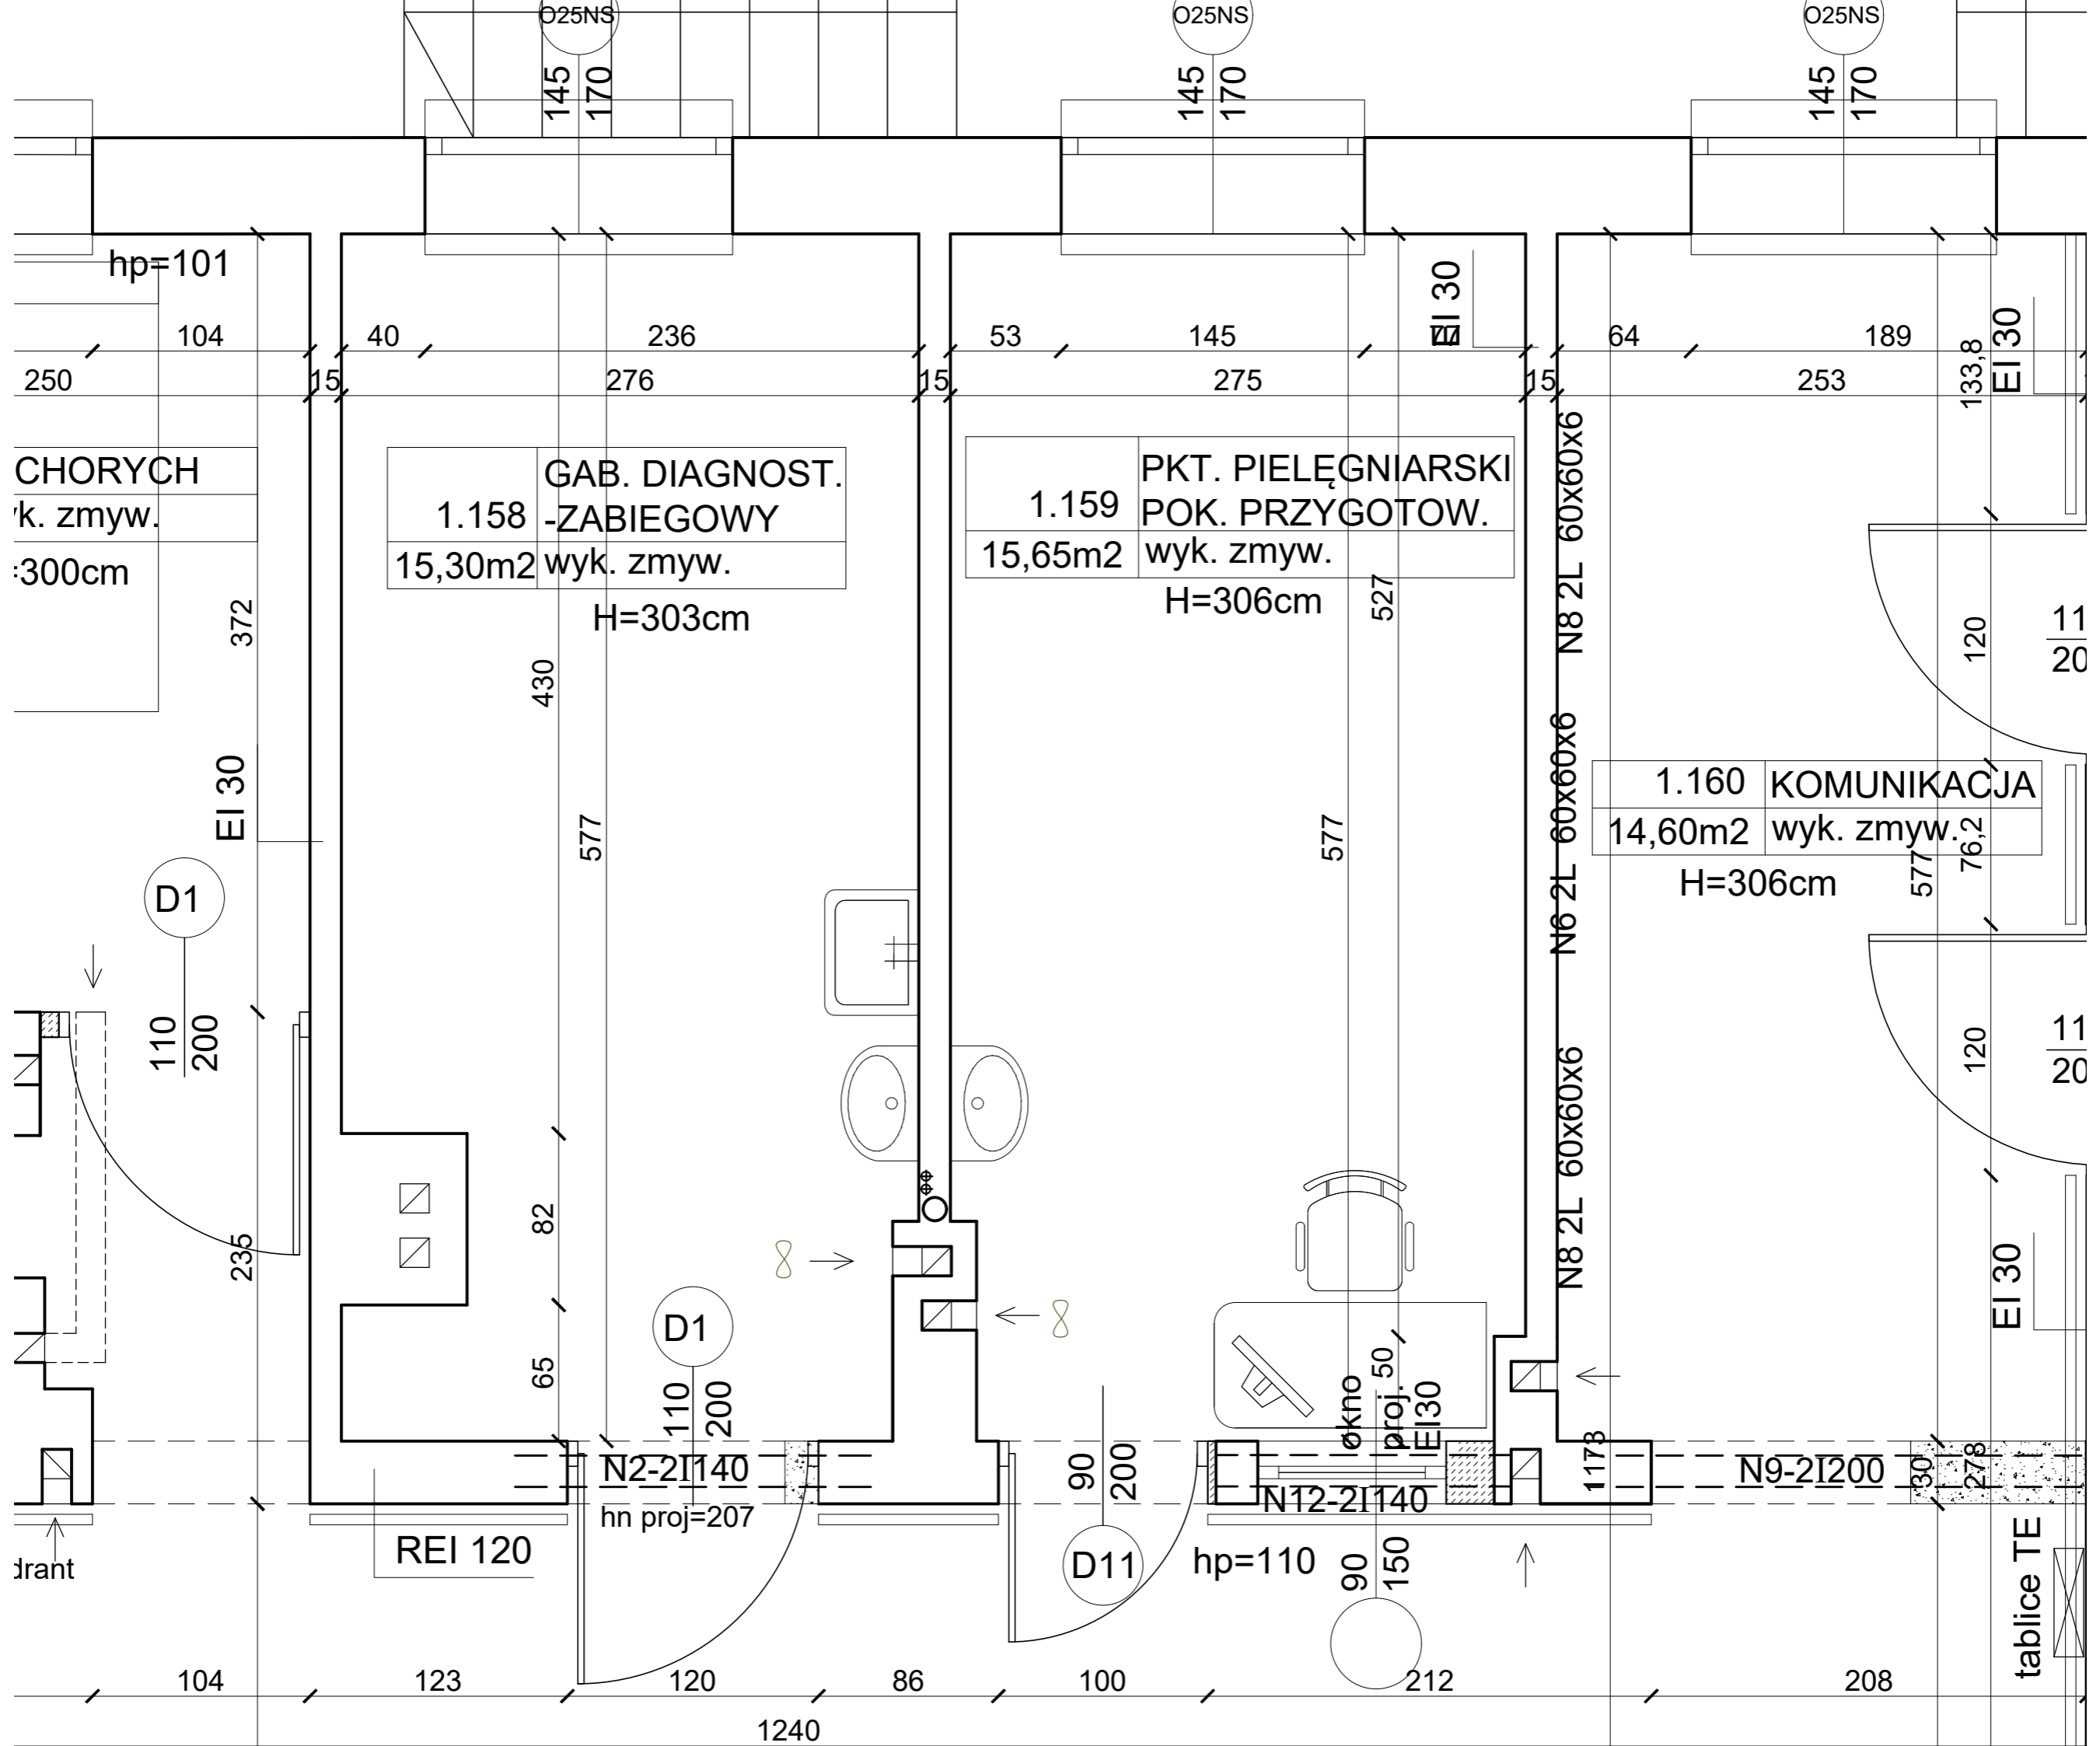 O25NS
O25NS
O25NS
145
170
145
170
145
170
hp=101
EI 30
EI 30
104
40
236
53
145
77
64
189
133,8
250
15
276
15
275
15
253
CHORYCH
k. zmyw.
=300cm
GAB. DIAGNOST.
1.158
-ZABIEGOWY
15,30m2
wyk. zmyw.
H=303cm
PKT. PIELĘGNIARSKI
1.159
POK. PRZYGOTOW.
15,65m2
wyk. zmyw.
H=306cm
N8 2L 60x60x6
372
430
527
120
11
20
EI 30
577
577
N6 2L 60x60x6
1.160
KOMUNIKACJA
14,60m2
wyk. zmyw.
H=306cm
577
76,2
D1
110
200
120
11
20
N8 2L 60x60x6
235
82
65
EI 30
D1
110
200
50
okno
proj.
EI30
90
200
N2-2I140
hn proj=207
N12-2I140
1173
N9-2I200
30
278
REI 120
drant
D11
hp=110
90
150
tablice TE
104
123
120
86
100
212
208
1240